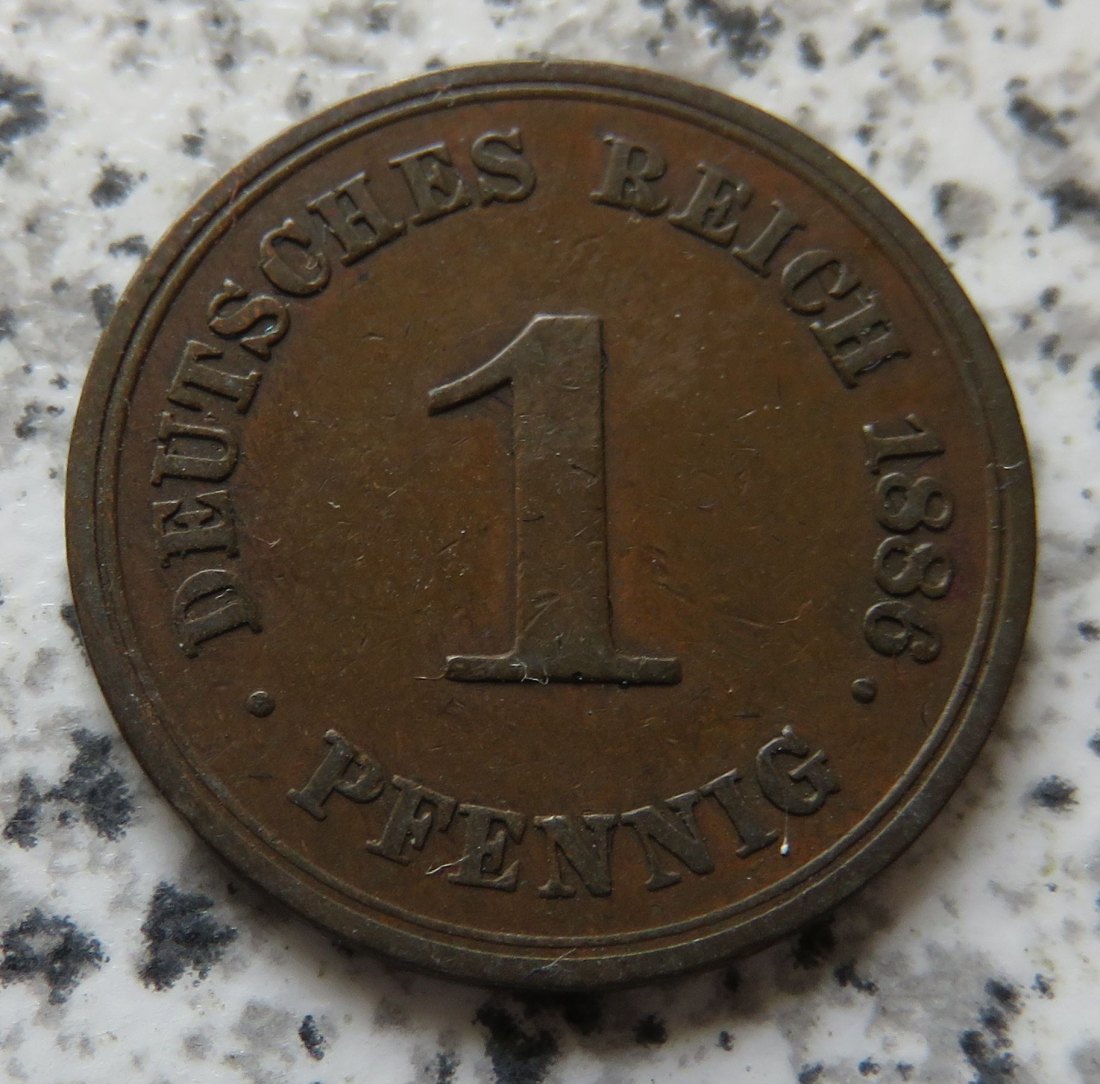 DEUTSCHES REICH 1886
1
· PFENNIG ·